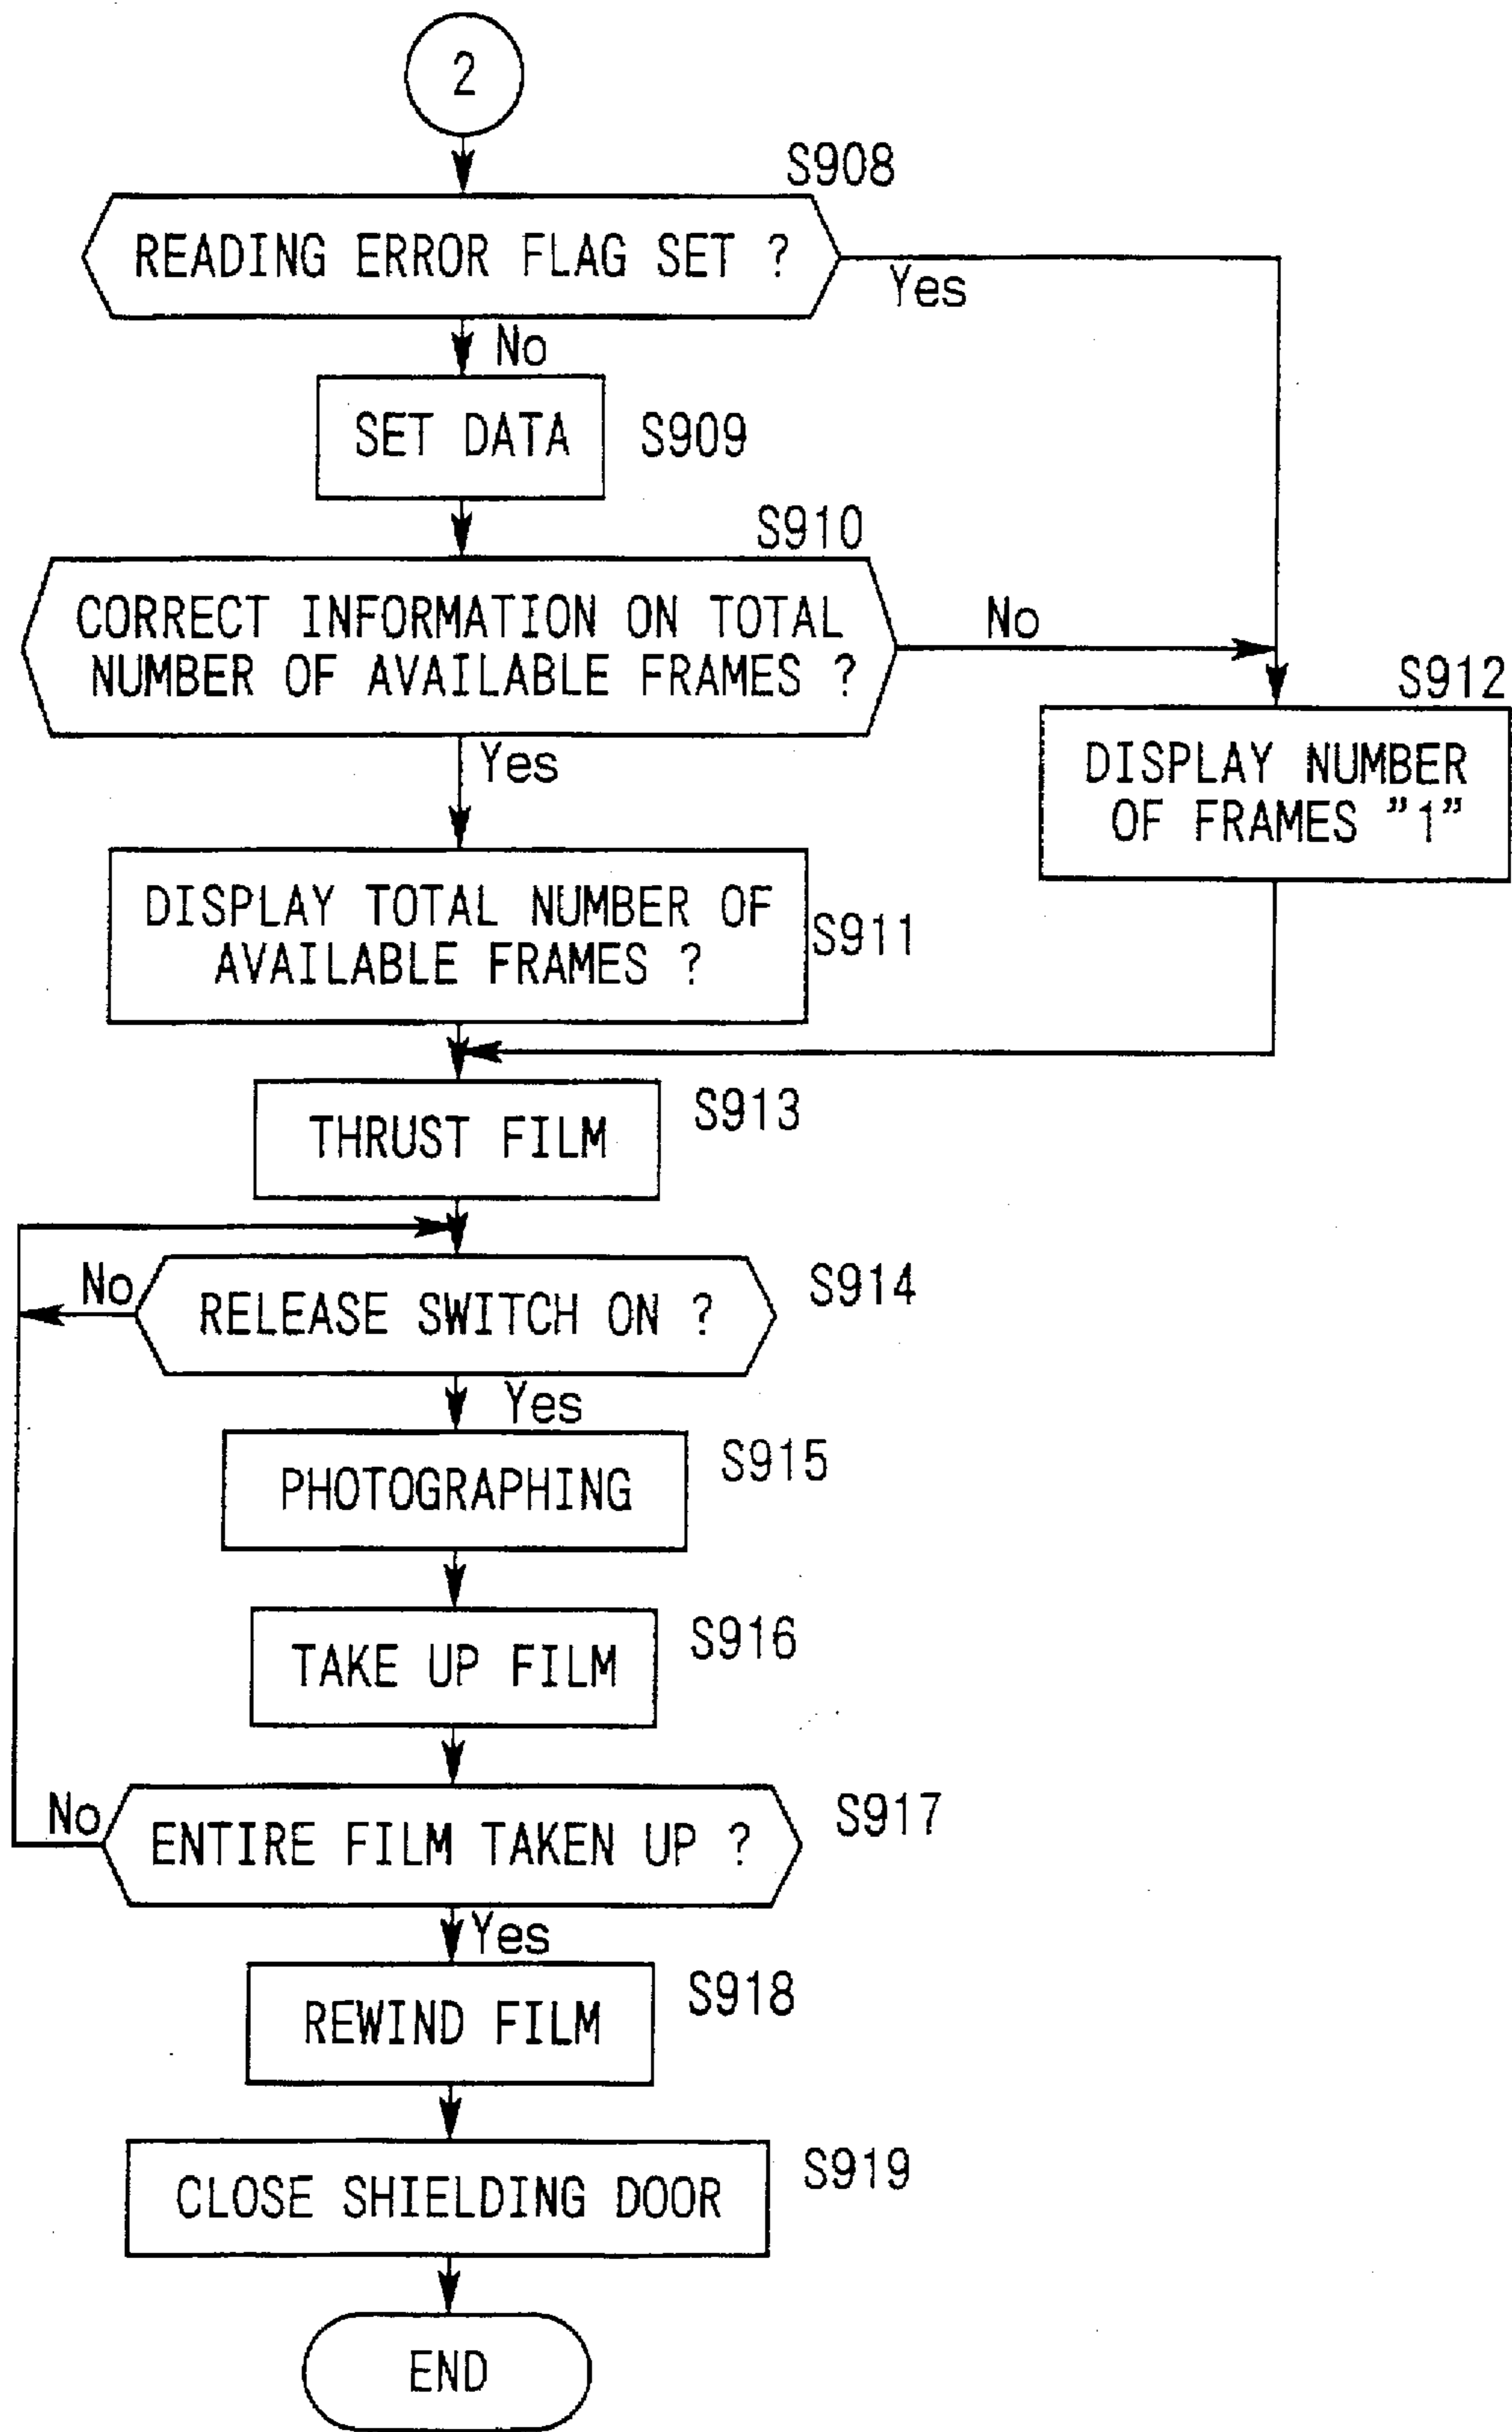 2
S908
READING ERROR FLAG SET ?
Yes
No
SET DATA
S909
S910
CORRECT INFORMATION ON TOTAL
NUMBER OF AVAILABLE FRAMES ?
No
Yes
S912
DISPLAY NUMBER
OF FRAMES "1"
DISPLAY TOTAL NUMBER OF
AVAILABLE FRAMES ?
S911
THRUST FILM
S913
No
RELEASE SWITCH ON ?
S914
Yes
PHOTOGRAPHING
S915
TAKE UP FILM
S916
No
ENTIRE FILM TAKEN UP ?
S917
Yes
REWIND FILM
S918
CLOSE SHIELDING DOOR
S919
END